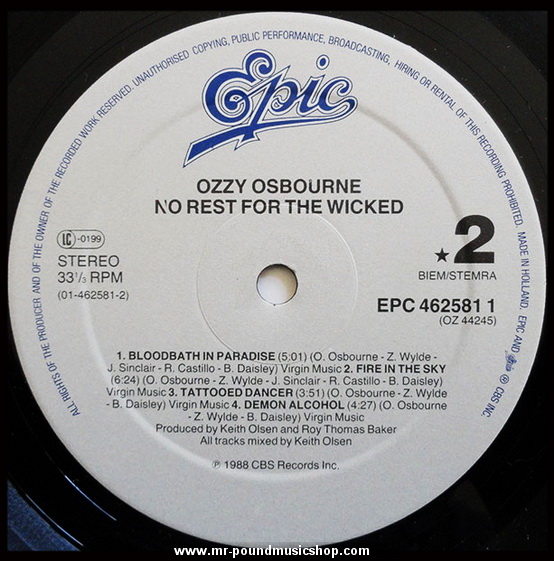 ALL RIGHTS OF THE PRODUCER AND OF THE OWNER OF THE RECORDED WORK RESERVED. UNAUTHORISED COPYING, PUBLIC PERFORMANCE, BROADCASTING, HIRING OR RENTAL OF THIS RECORDING PROHIBITED. MADE IN HOLLAND. EPIC AND Epic ® CBS INC.
Epic
OZZY OSBOURNE
NO REST FOR THE WICKED
LC-0199
STEREO
33 1/3 RPM
(01-462581-2)
★2
BIEM/STEMRA
EPC 462581 1
(OZ 44245)
1. BLOODBATH IN PARADISE (5:01) (O. Osbourne - Z. Wylde -
J. Sinclair - R. Castillo - B. Daisley) Virgin Music 2. FIRE IN THE SKY
(6:24) (O. Osbourne - Z. Wylde - J. Sinclair - R. Castillo - B. Daisley)
Virgin Music 3. TATTOOED DANCER (3:51) (O. Osbourne - Z. Wylde
- B. Daisley) Virgin Music 4. DEMON ALCOHOL (4:27) (O. Osbourne
- Z. Wylde - B. Daisley) Virgin Music
Produced by Keith Olsen and Roy Thomas Baker
All tracks mixed by Keith Olsen
℗ 1988 CBS Records Inc.
www.mr-poundmusicshop.com